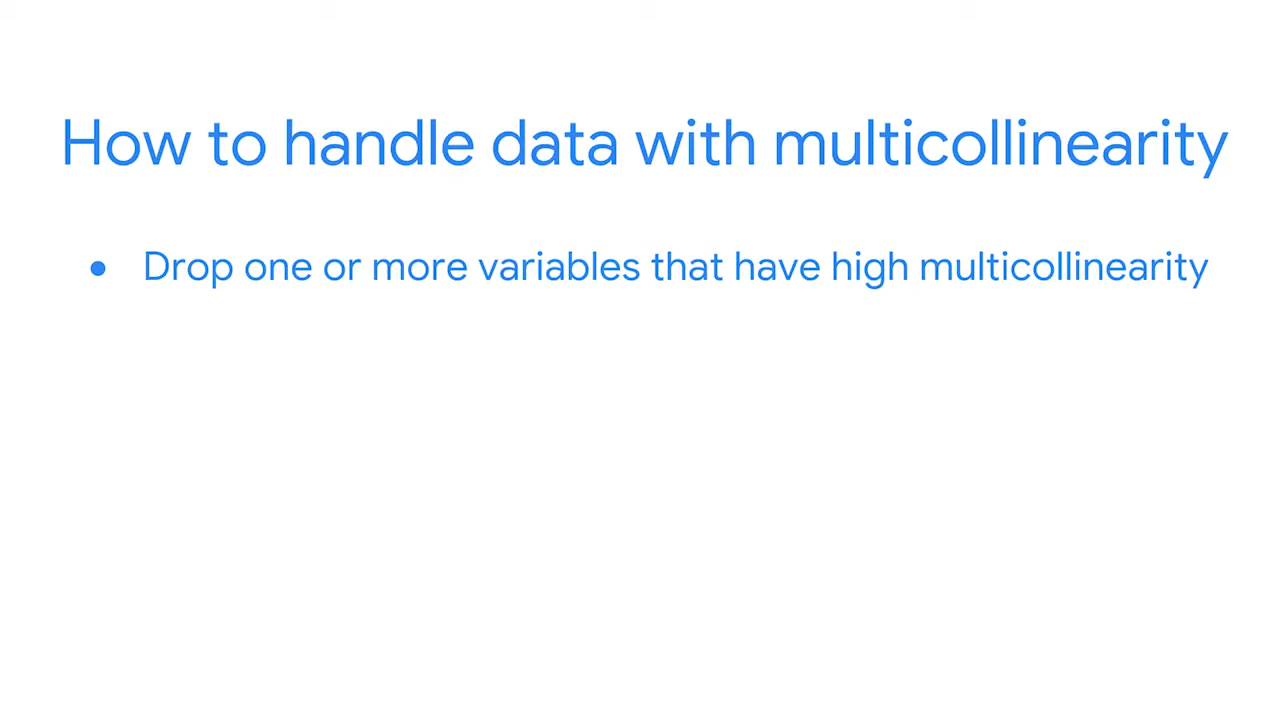 How to handle data with multicollinearity
● Drop one or more variables that have high multicollinearity